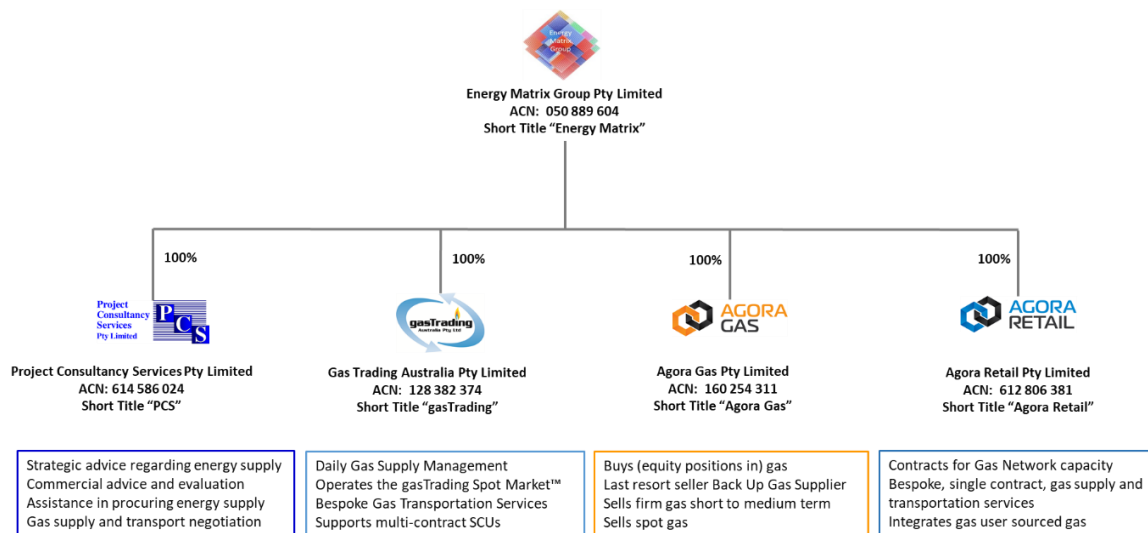 Energy
Matrix
Group
Energy Matrix Group Pty Limited
ACN: 050 889 604
Short Title “Energy Matrix”
100%
100%
100%
100%
Project
Consultancy
Services
Pty Limited
P
C
S
gasTrading
Australia Pty Ltd
AGORA
GAS
AGORA
RETAIL
Project Consultancy Services Pty Limited
ACN: 614 586 024
Short Title “PCS”
Gas Trading Australia Pty Limited
ACN: 128 382 374
Short Title “gasTrading”
Agora Gas Pty Limited
ACN: 160 254 311
Short Title “Agora Gas”
Agora Retail Pty Limited
ACN: 612 806 381
Short Title “Agora Retail”
Strategic advice regarding energy supply
Commercial advice and evaluation
Assistance in procuring energy supply
Gas supply and transport negotiation
Daily Gas Supply Management
Operates the gasTrading Spot Market™
Bespoke Gas Transportation Services
Supports multi-contract SCUs
Buys (equity positions in) gas
Last resort seller Back Up Gas Supplier
Sells firm gas short to medium term
Sells spot gas
Contracts for Gas Network capacity
Bespoke, single contract, gas supply and
transportation services
Integrates gas user sourced gas